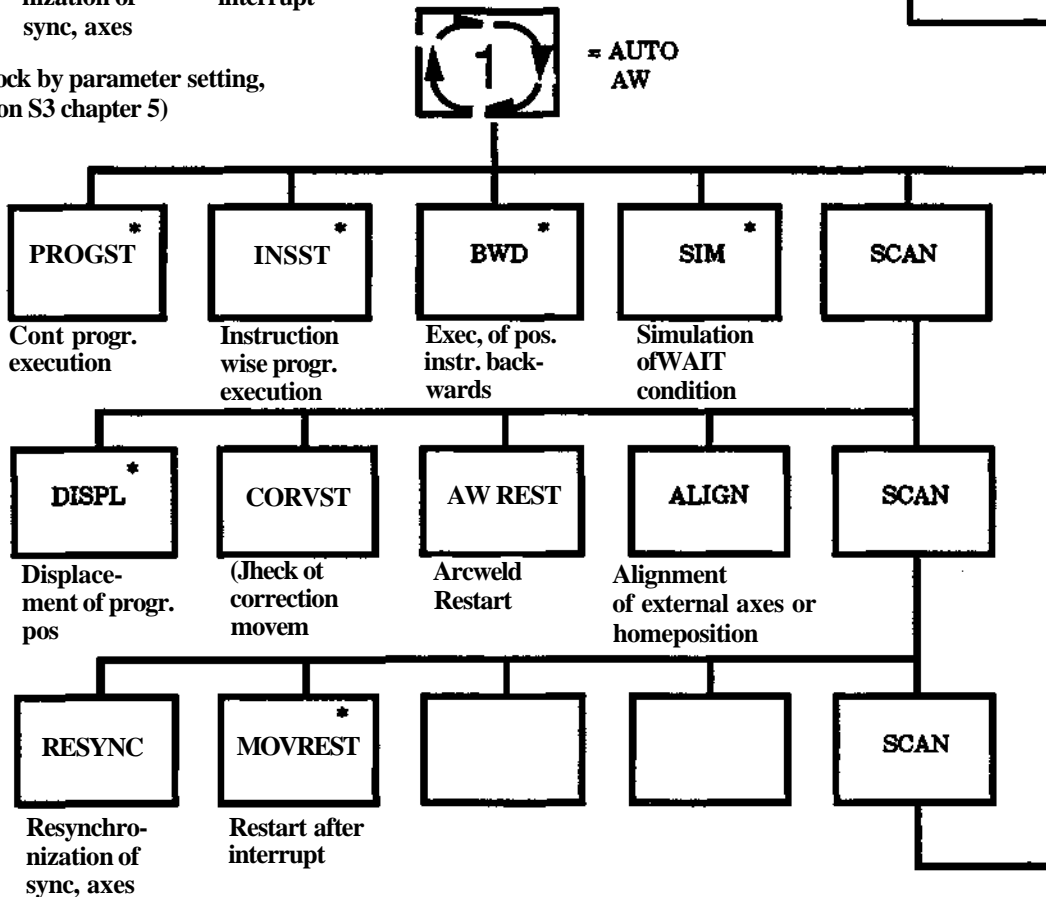 nization of interrupt
sync, axes
ock by parameter setting,
on S3 chapter 5)
1
= AUTO
AW
PROGST * INSST * BWD * SIM * SCAN
Cont progr. Instruction Exec, of pos. Simulation
execution wise progr. instr. back- ofWAIT
execution wards condition
DISPL * CORVST AW REST ALIGN SCAN
Displace- (Jheck ot Arcweld Alignment
ment of progr. correction Restart of external axes or
pos movem homeposition
RESYNC MOVREST * SCAN
Resynchro- Restart after
nization of interrupt
sync, axes